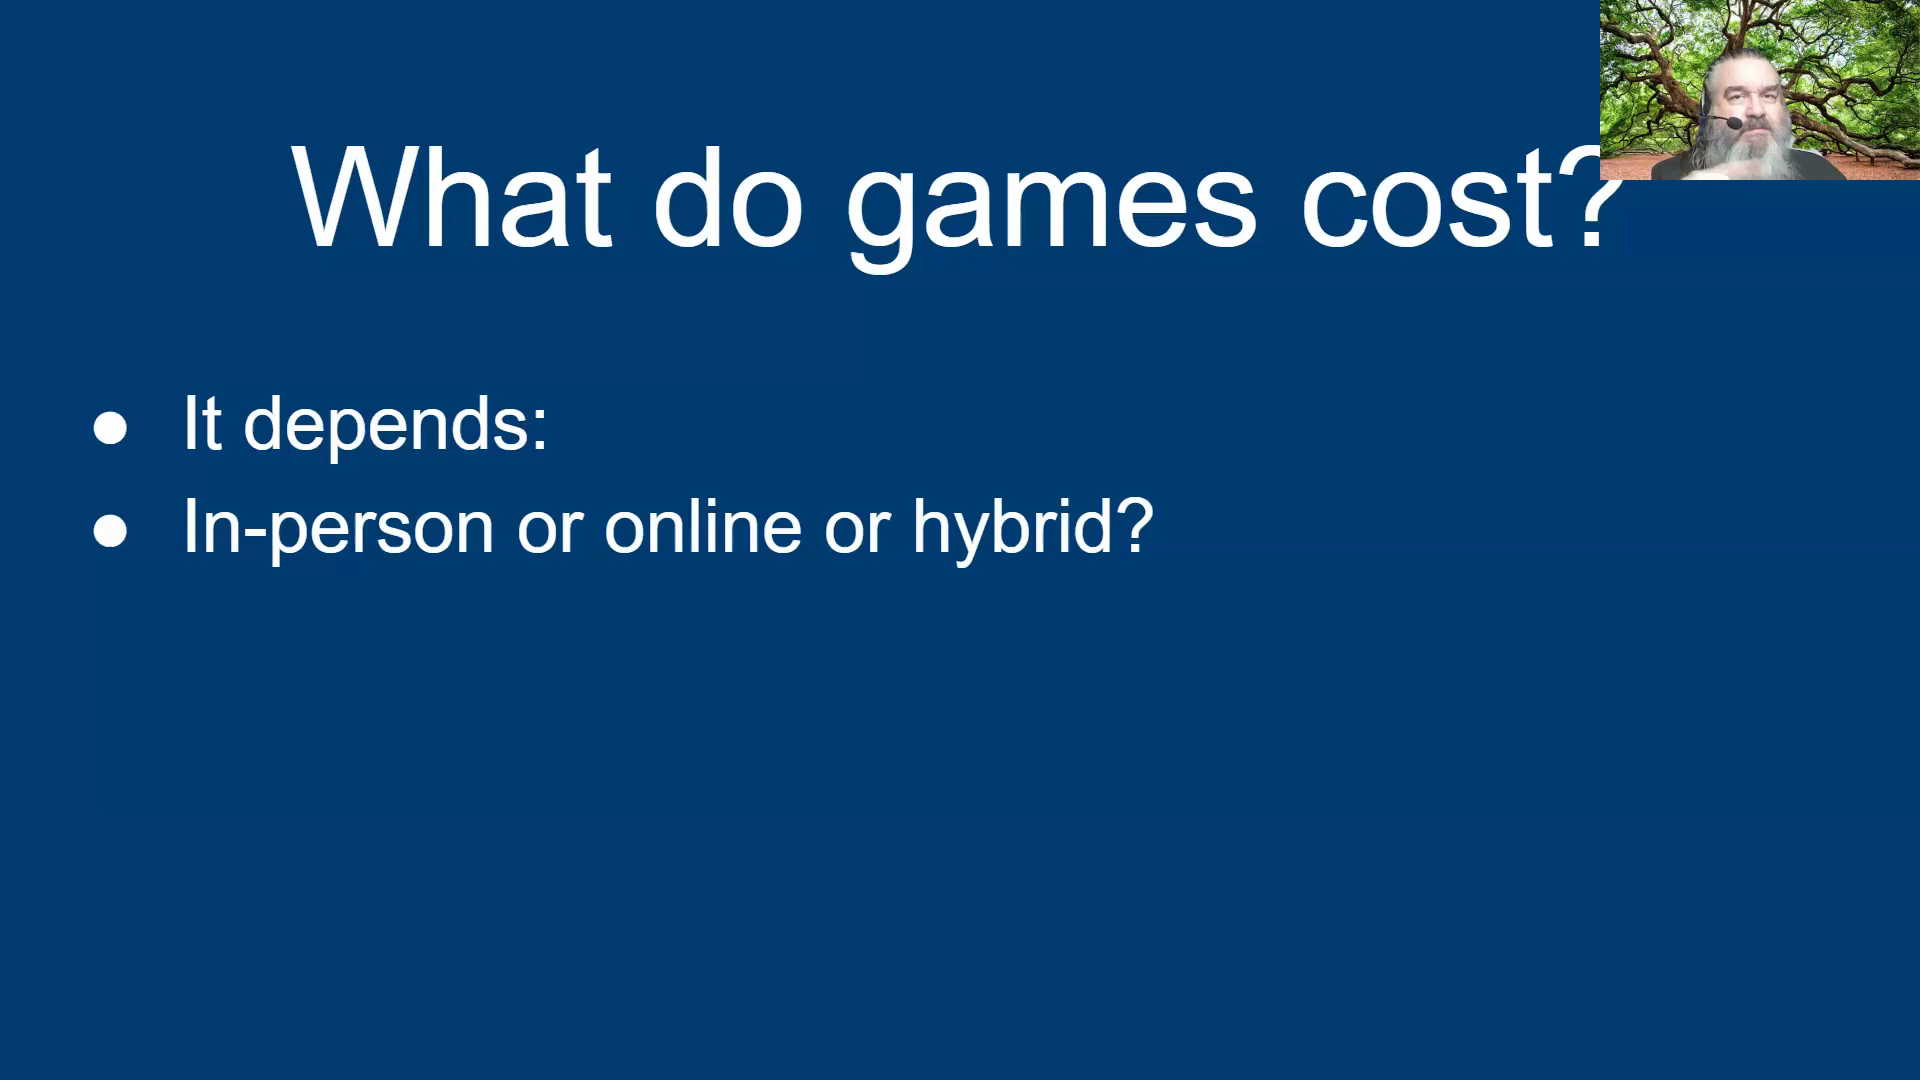 What do games cost?
● It depends:
● In-person or online or hybrid?